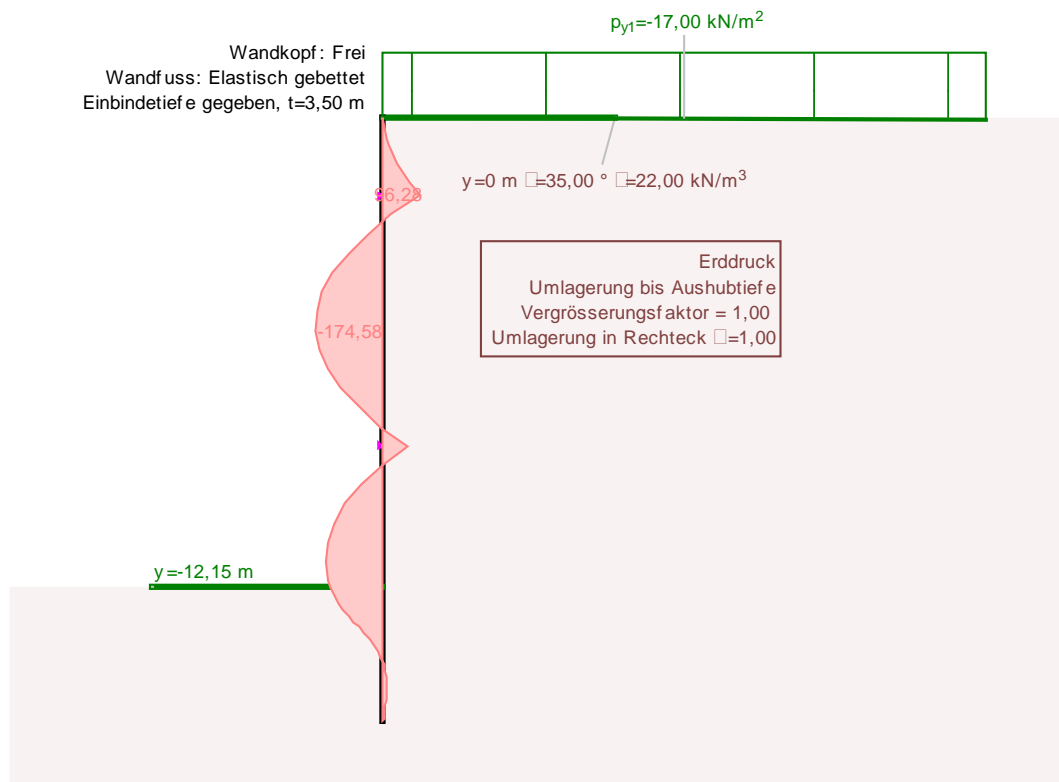 p_y1=-17,00 kN/m²
Wandkopf: Frei
Wandfuss: Elastisch gebettet
Einbindetiefe gegeben, t=3,50 m
y=0 m □=35,00 ° □=22,00 kN/m³
96,28
Erddruck
Umlagerung bis Aushubtiefe
Vergrösserungsfaktor = 1,00
Umlagerung in Rechteck □=1,00
-174,58
y=-12,15 m